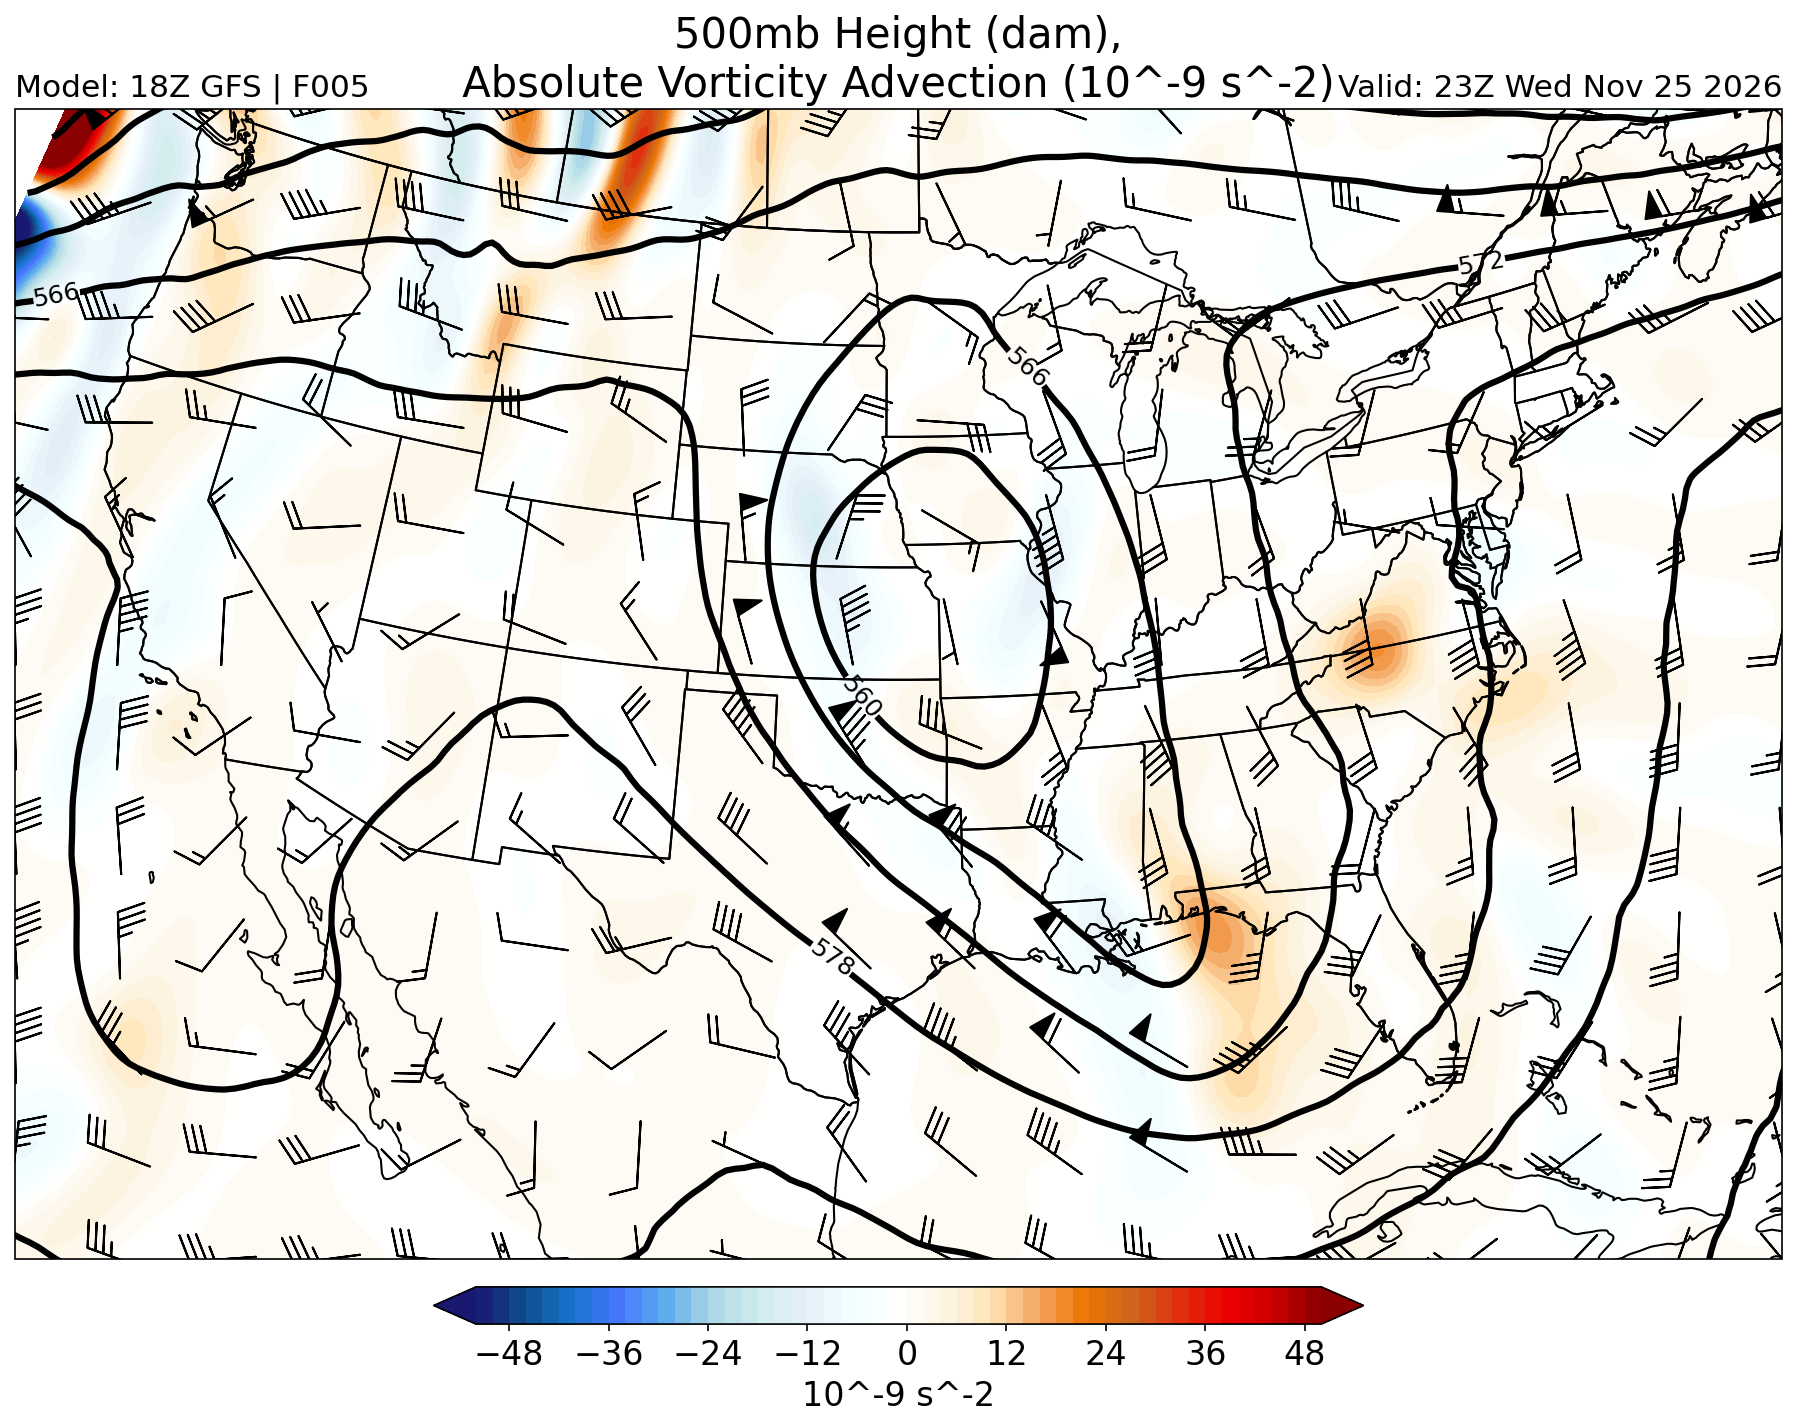 500mb Height (dam),
Model: 18Z GFS | F005
Absolute Vorticity Advection (10^-9 s^-2)
Valid: 23Z Wed Nov 25 2026
566
572
566
560
578
−48 −36 −24 −12 0 12 24 36 48
10^-9 s^-2